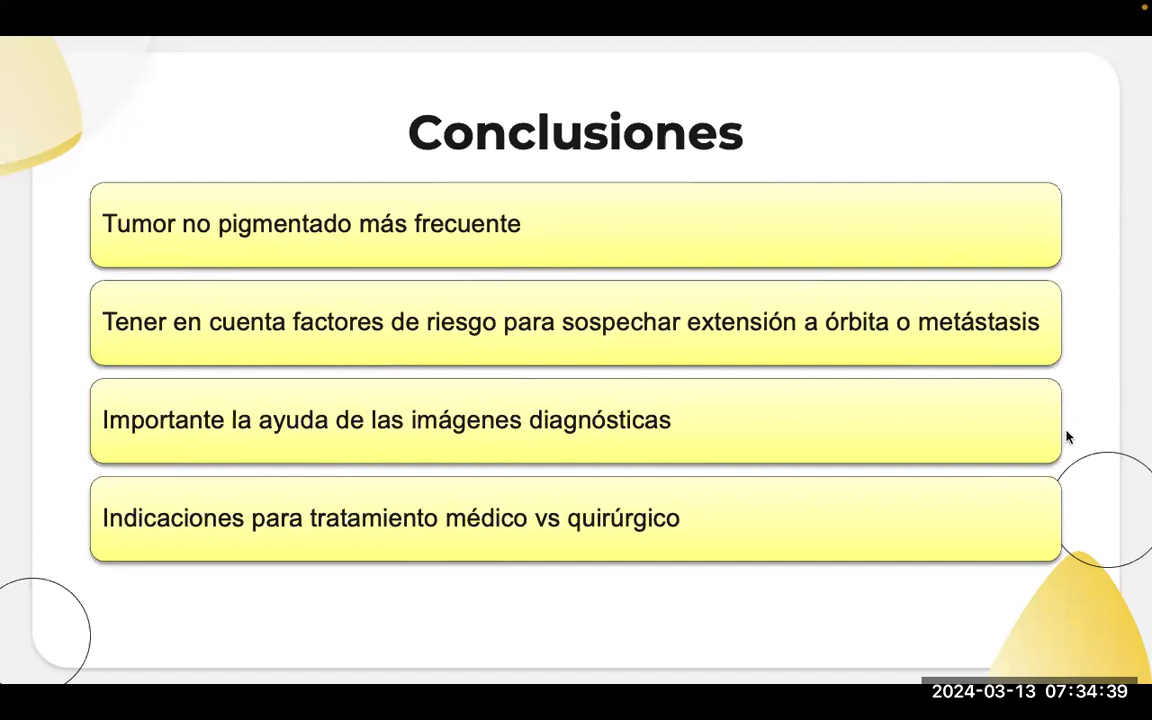 Conclusiones
Tumor no pigmentado más frecuente
Tener en cuenta factores de riesgo para sospechar extensión a órbita o metástasis
Importante la ayuda de las imágenes diagnósticas
Indicaciones para tratamiento médico vs quirúrgico
2024-03-13 07:34:39